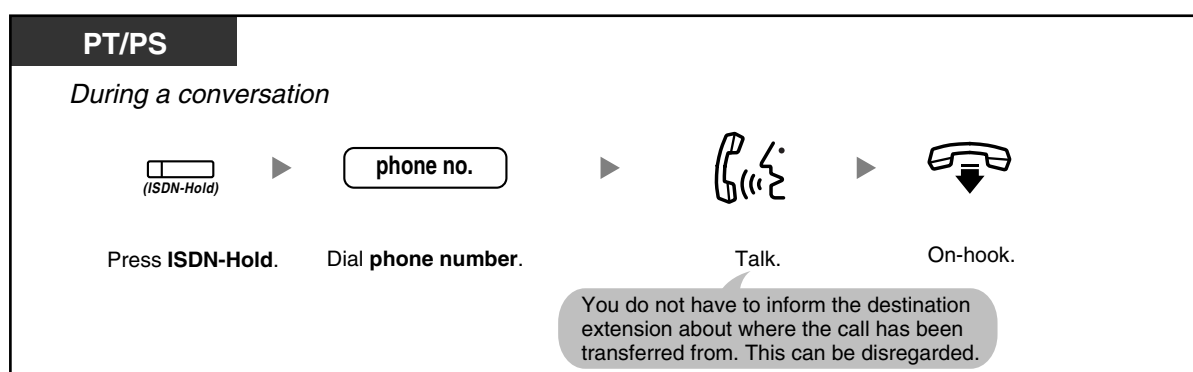 PT/PS
During a conversation
(ISDN-Hold)
phone no.
Press ISDN-Hold.
Dial phone number.
Talk.
On-hook.
You do not have to inform the destination
extension about where the call has been
transferred from. This can be disregarded.